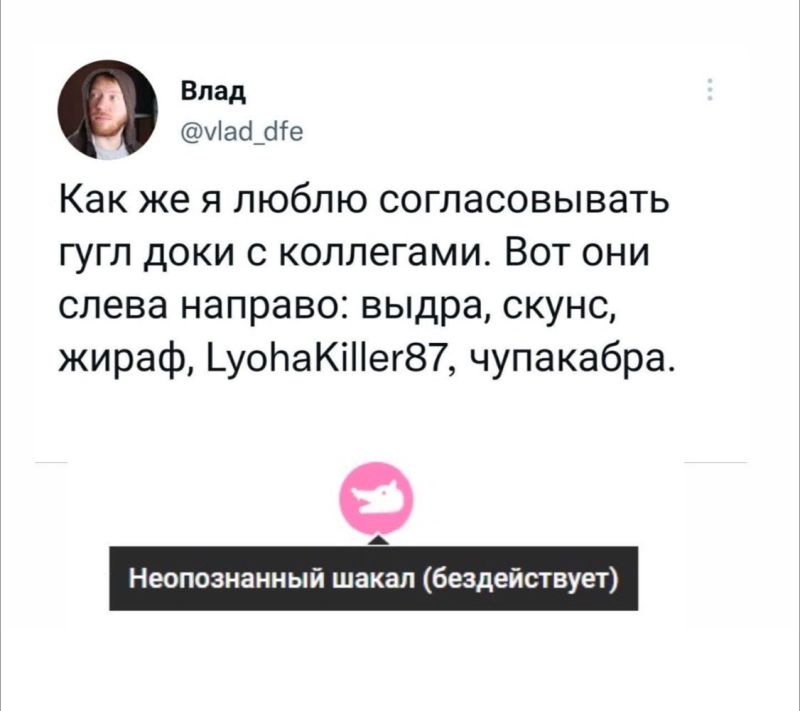 Влад
@vlad_dfe
Как же я люблю согласовывать
гугл доки с коллегами. Вот они
слева направо: выдра, скунс,
жираф, LyohaKiller87, чупакабра.
Неопознанный шакал (бездействует)